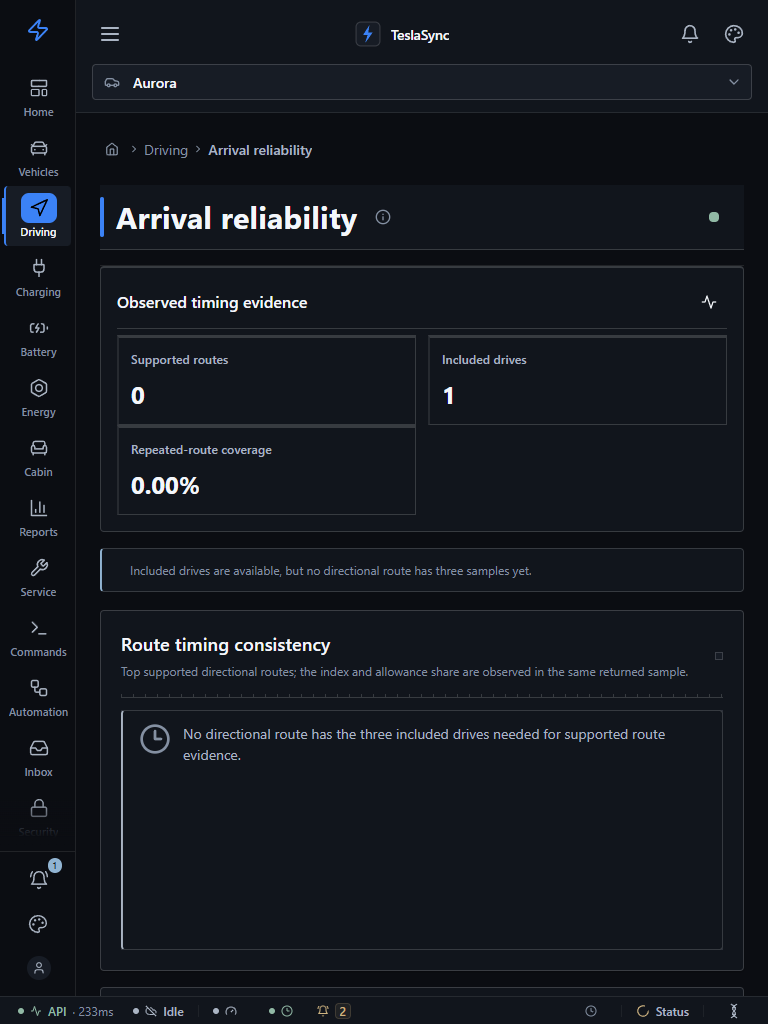 TeslaSync
Aurora
Home
Vehicles
Driving
Charging
Battery
Energy
Cabin
Reports
Service
Commands
Automation
Inbox
Security
1
Driving
Arrival reliability
Arrival reliability
Observed timing evidence
Supported routes
0
Included drives
1
Repeated-route coverage
0.00%
Included drives are available, but no directional route has three samples yet.
Route timing consistency
Top supported directional routes; the index and allowance share are observed in the same returned sample.
No directional route has the three included drives needed for supported route
evidence.
API · 233ms
Idle
2
Status